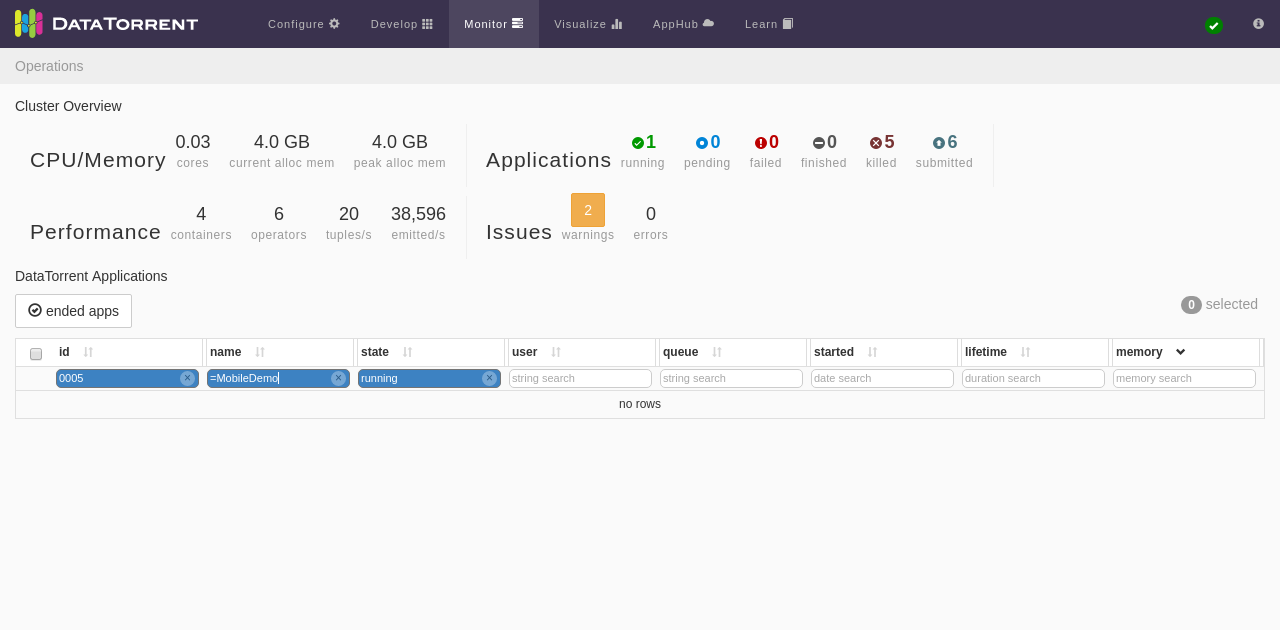 DATATORRENT Configure Develop Monitor Visualize AppHub Learn
Operations
Cluster Overview
CPU/Memory 0.03 cores 4.0 GB current alloc mem 4.0 GB peak alloc mem
Applications 1 running 0 pending 0 failed 0 finished 5 killed 6 submitted
Performance 4 containers 6 operators 20 tuples/s 38,596 emitted/s
Issues 2 warnings 0 errors
DataTorrent Applications
ended apps 0 selected
id name state user queue started lifetime memory
0005 =MobileDemo running string search string search date search duration search memory search
no rows